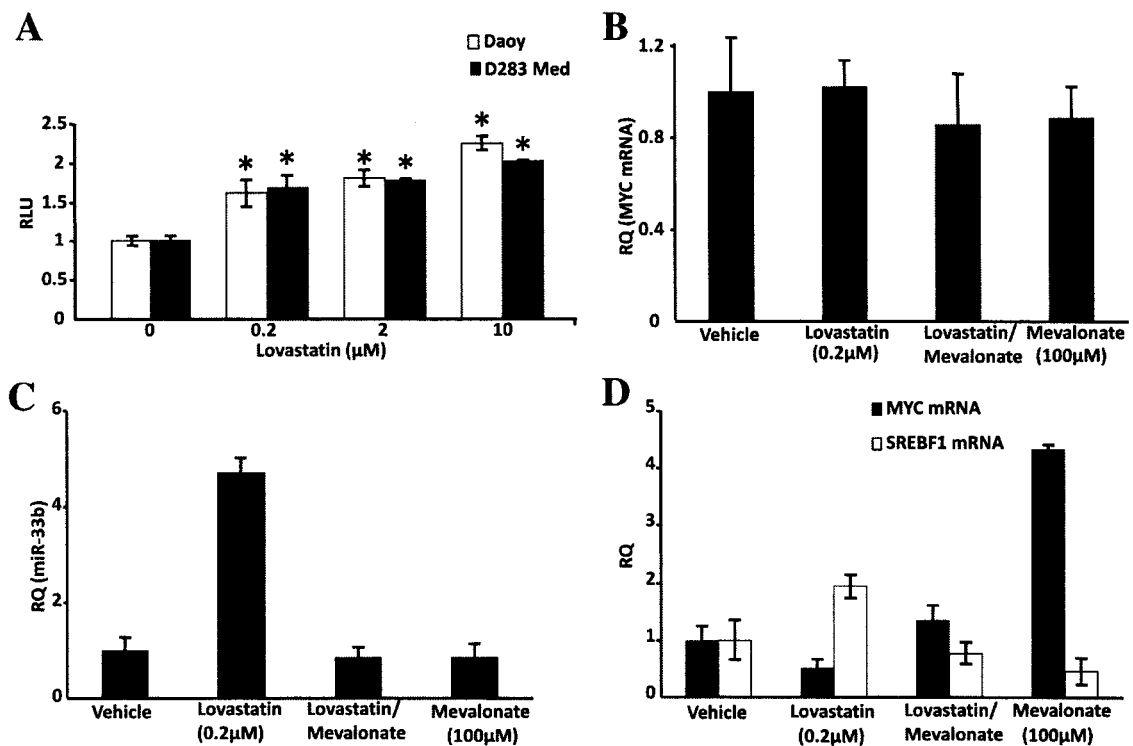 A
Daoy
D283 Med
2.5
2
1.5
1
0.5
0
RLU
* * * * * *
0 0.2 2 10
Lovastatin (µM)
B
1.2
0.8
0.4
0
RQ (MYC mRNA)
Vehicle Lovastatin Lovastatin/ Mevalonate
(0.2µM) Mevalonate (100µM)
C
6
4
2
0
RQ (miR-33b)
Vehicle Lovastatin Lovastatin/ Mevalonate
(0.2µM) Mevalonate (100µM)
D
MYC mRNA
SREBF1 mRNA
5
4
3
2
1
0
RQ
Vehicle Lovastatin Lovastatin/ Mevalonate
(0.2µM) Mevalonate (100µM)